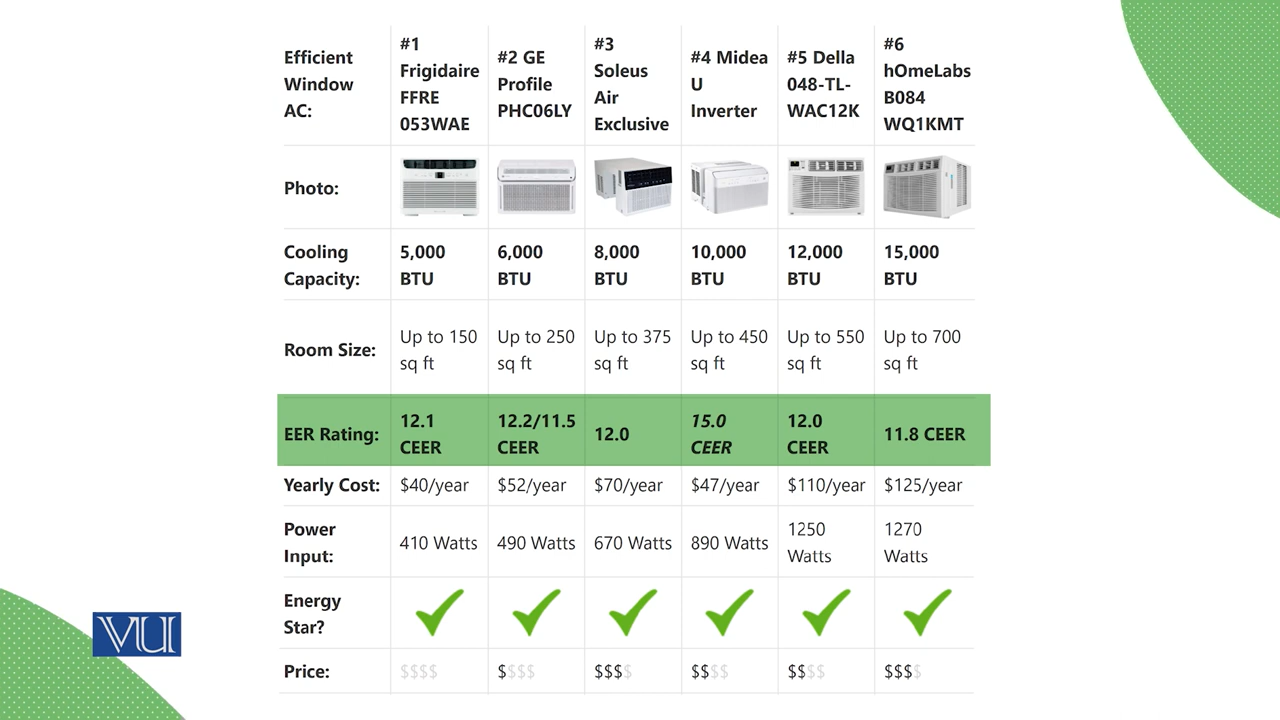 Efficient
Window
AC:
#1
Frigidaire
FFRE
053WAE
#2 GE
Profile
PHC06LY
#3
Soleus
Air
Exclusive
#4 Midea
U
Inverter
#5 Della
048-TL-
WAC12K
#6
hOmeLabs
B084
WQ1KMT
Photo:
Cooling
Capacity:
5,000
BTU
6,000
BTU
8,000
BTU
10,000
BTU
12,000
BTU
15,000
BTU
Room Size:
Up to 150
sq ft
Up to 250
sq ft
Up to 375
sq ft
Up to 450
sq ft
Up to 550
sq ft
Up to 700
sq ft
EER Rating:
12.1
CEER
12.2/11.5
CEER
12.0
15.0
CEER
12.0
CEER
11.8 CEER
Yearly Cost:
$40/year
$52/year
$70/year
$47/year
$110/year
$125/year
Power
Input:
410 Watts
490 Watts
670 Watts
890 Watts
1250
Watts
1270
Watts
Energy
Star?
Price:
$$$$
$$$$
$$$$
$$$$
$$$$
$$$$
VU